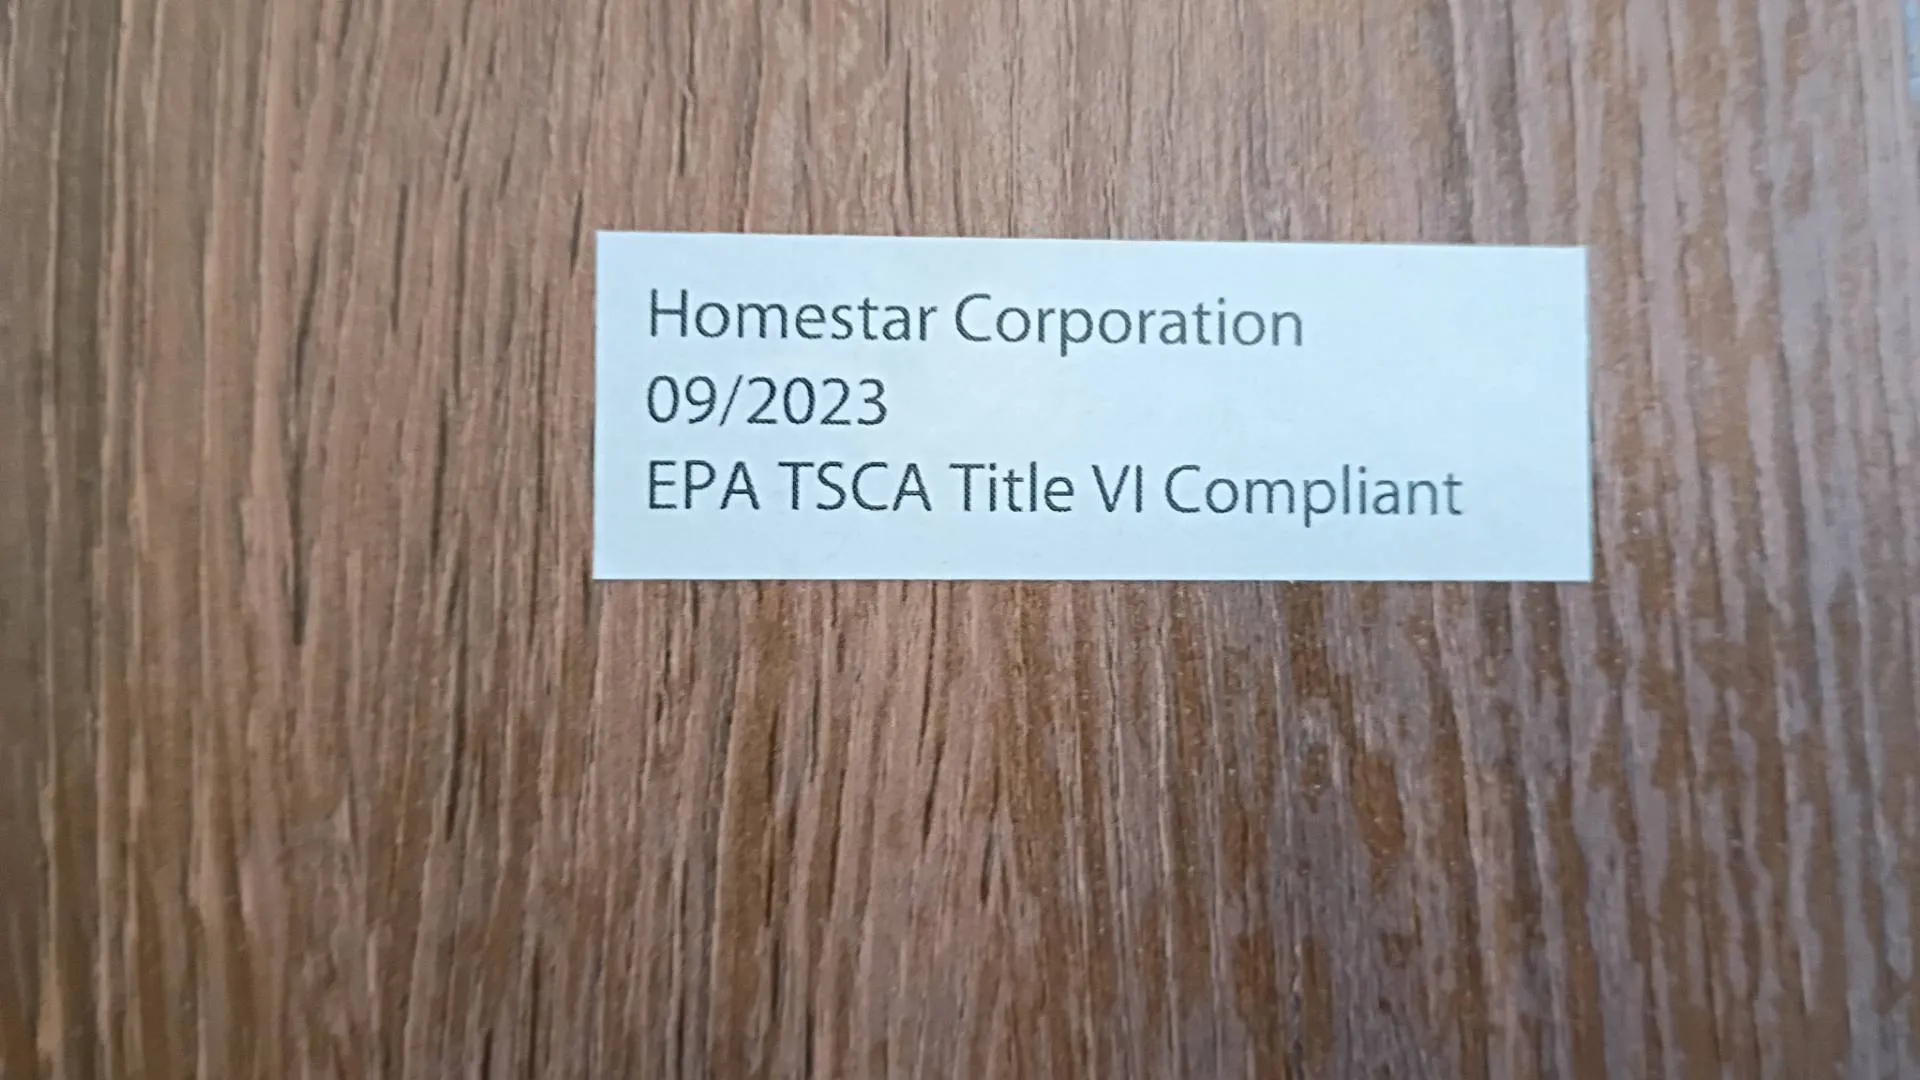 Homestar Corporation
09/2023
EPA TSCA Title VI Compliant